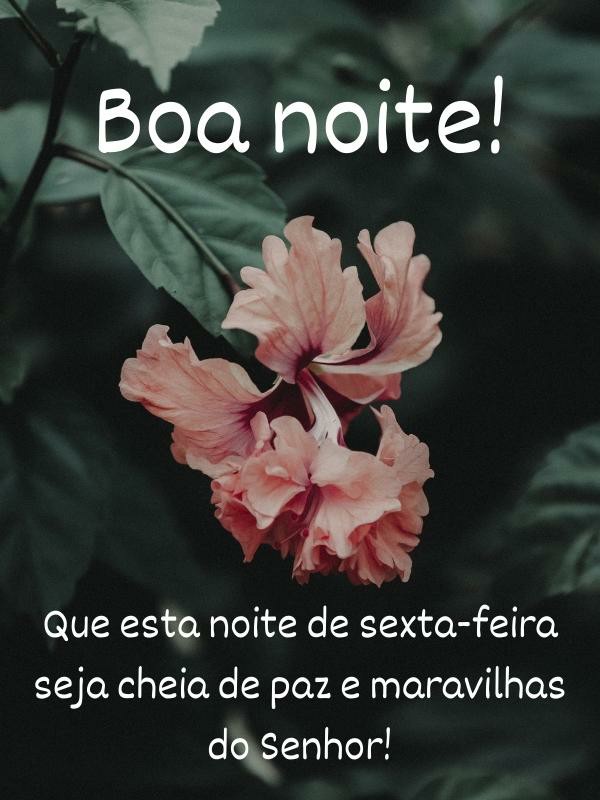 Boa noite!
Que esta noite de sexta-feira
seja cheia de paz e maravilhas
do Senhor!